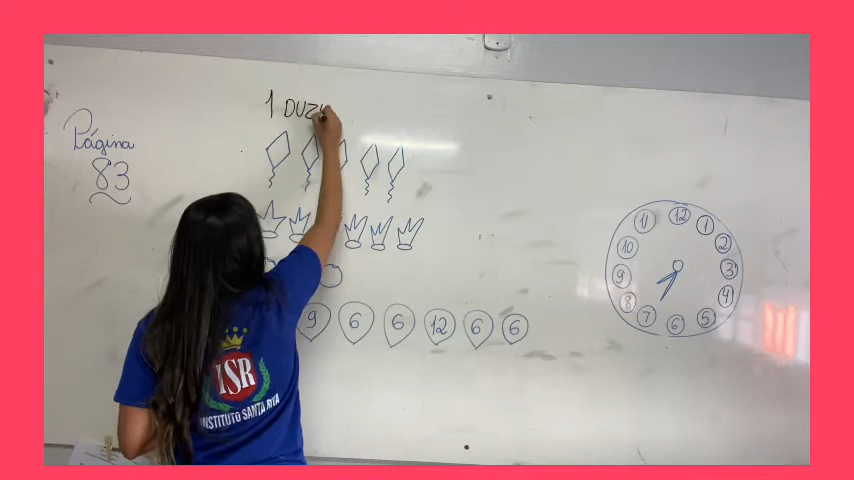 1 DUZI
Página
83
9 6 6 12 6 6
11 12 1
10 2
9 3
8 4
7 6 5
ISR
INSTITUTO SANTA RITA